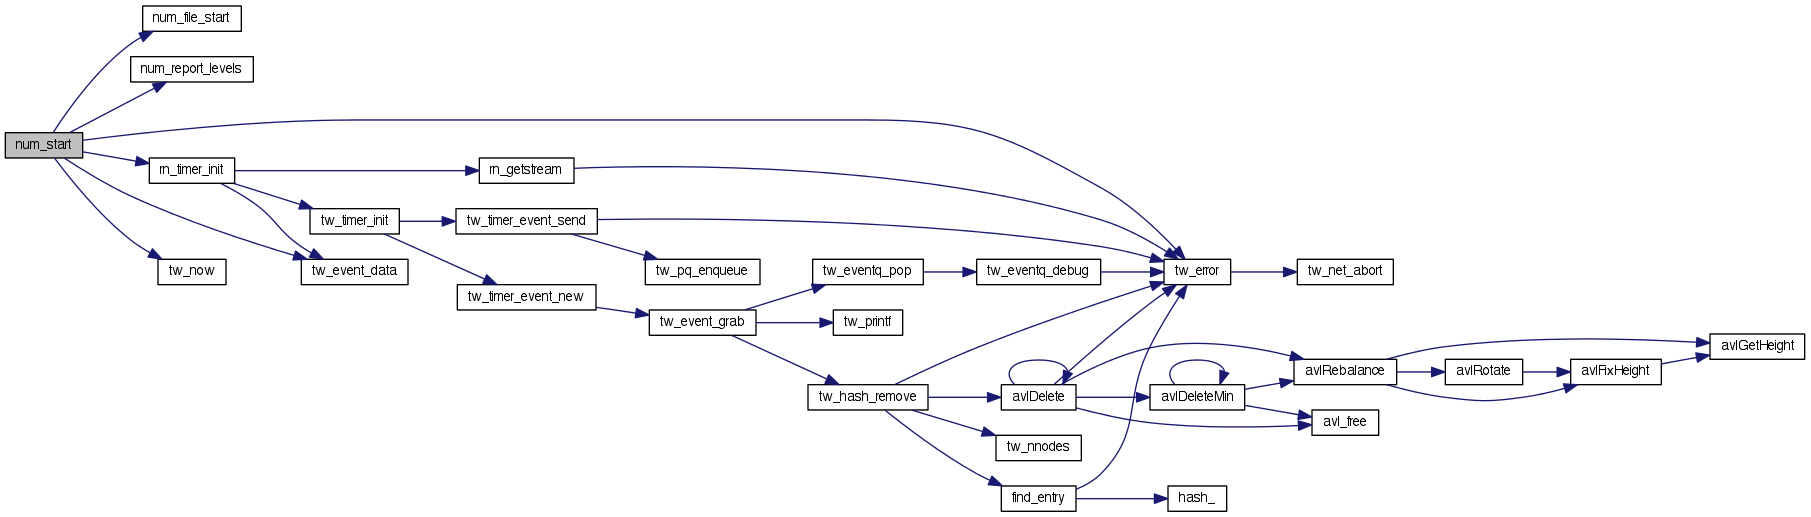 num_file_start
num_report_levels
num_start
rn_timer_init
rn_getstream
tw_timer_init
tw_timer_event_send
tw_now
tw_event_data
tw_pq_enqueue
tw_eventq_pop
tw_eventq_debug
tw_error
tw_net_abort
tw_timer_event_new
tw_event_grab
tw_printf
avlGetHeight
avlRebalance
avlRotate
avlFixHeight
tw_hash_remove
avlDelete
avlDeleteMin
avl_free
tw_nnodes
find_entry
hash_